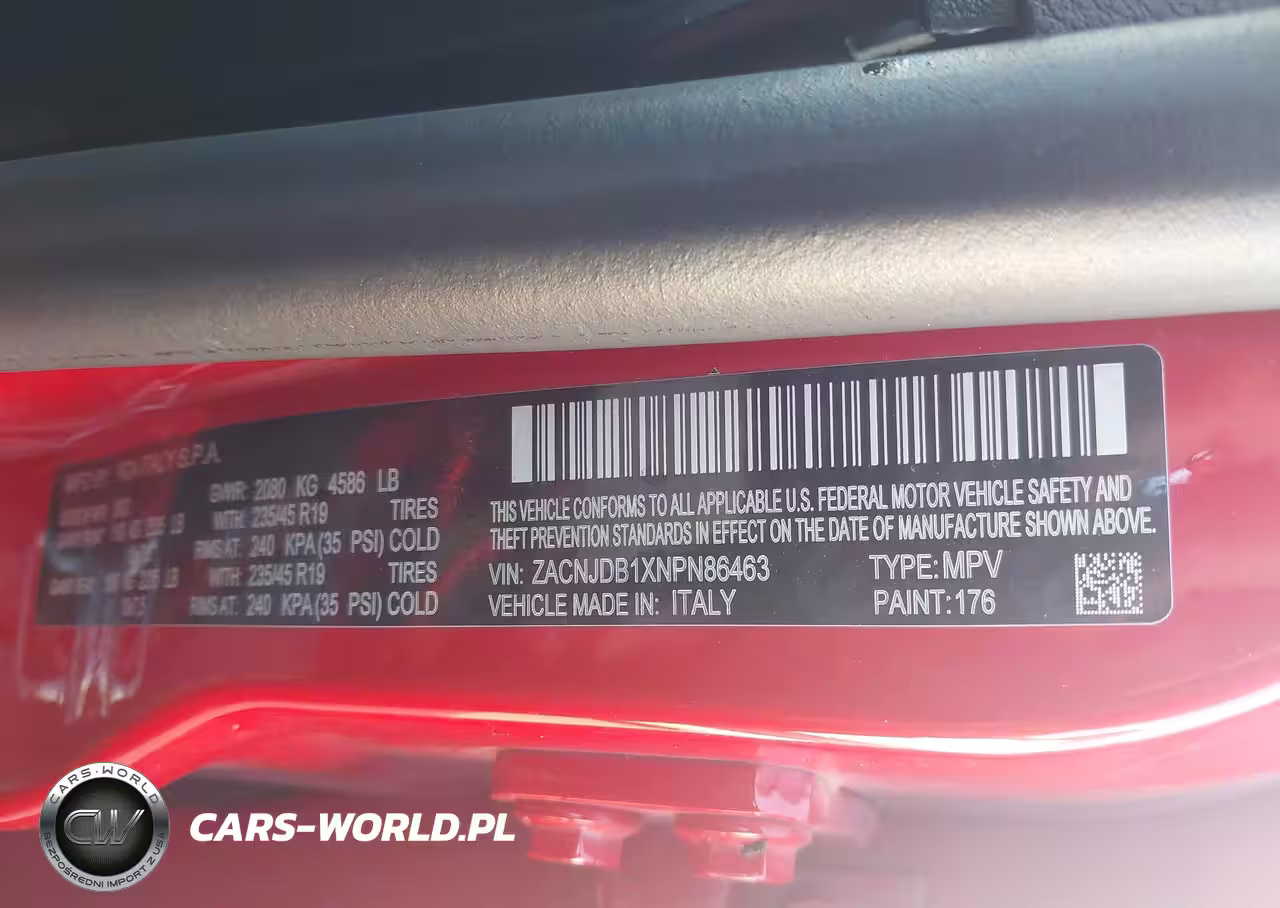 S.P.A.
GVWR: 2080 KG 4586 LB
WITH: 235/45 R19 TIRES
RIMS AT: 240 KPA (35 PSI) COLD
WITH: 235/45 R19 TIRES
RIMS AT: 240 KPA (35 PSI) COLD
THIS VEHICLE CONFORMS TO ALL APPLICABLE U.S. FEDERAL MOTOR VEHICLE SAFETY AND
THEFT PREVENTION STANDARDS IN EFFECT ON THE DATE OF MANUFACTURE SHOWN ABOVE.
VIN: ZACNJDB1XNPN86463 TYPE: MPV
VEHICLE MADE IN: ITALY PAINT: 176
CARS-WORLD
CW
BEZPOŚREDNI IMPORT Z USA
CARS-WORLD.PL